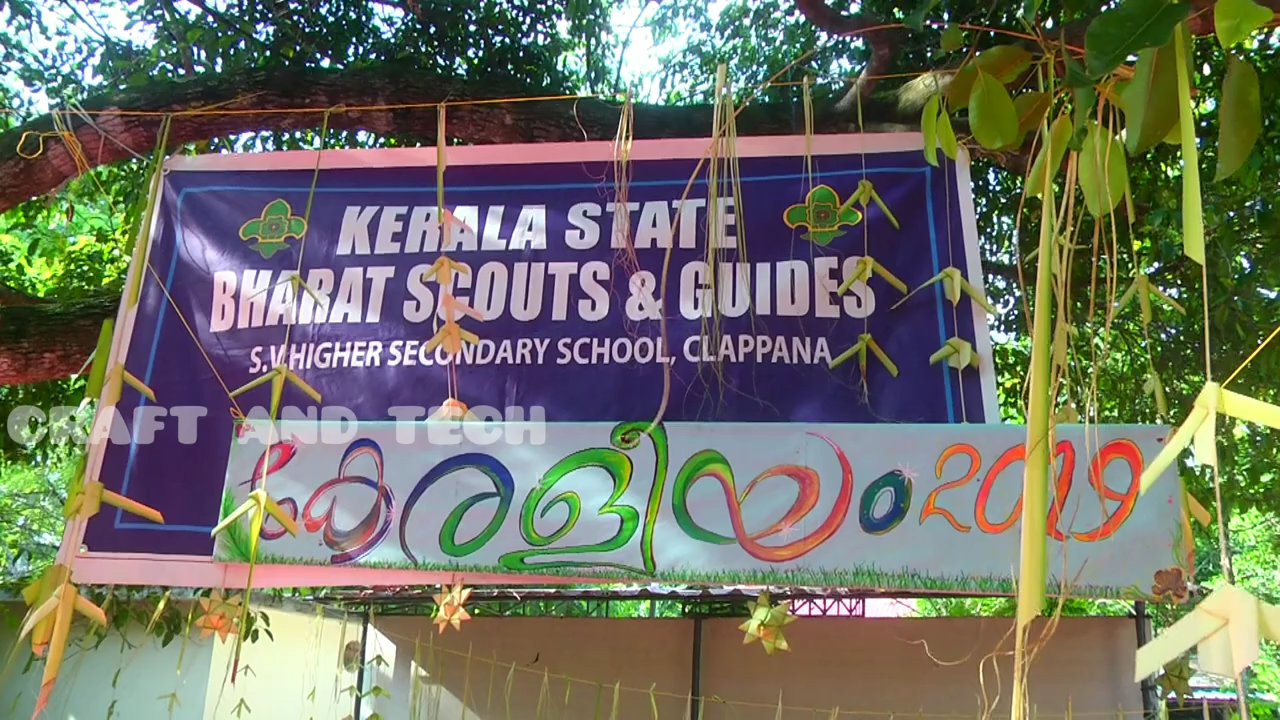 KERALA STATE
BHARAT SCOUTS & GUIDES
S.V.HIGHER SECONDARY SCHOOL, CLAPPANA
CRAFT AND TECH
കേരളീയം 2019